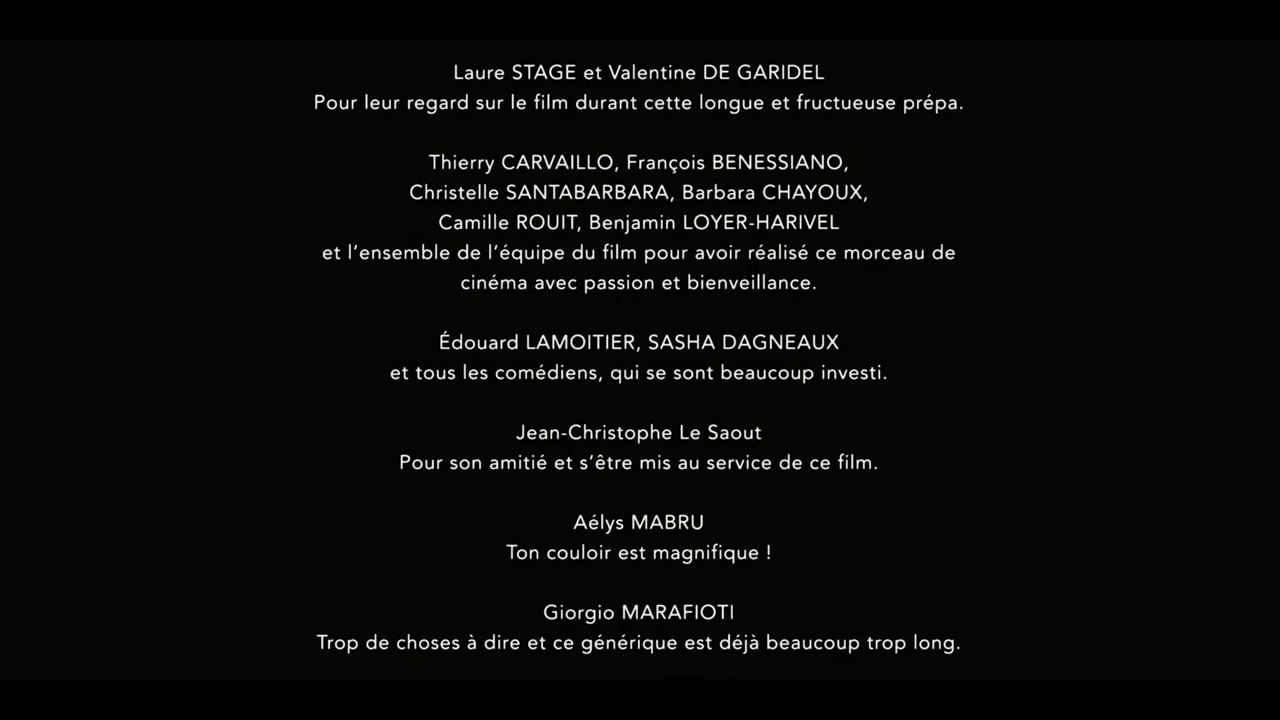 Laure STAGE et Valentine DE GARIDEL
Pour leur regard sur le film durant cette longue et fructueuse prépa.
Thierry CARVAILLO, François BENESSIANO,
Christelle SANTABARBARA, Barbara CHAYOUX,
Camille ROUIT, Benjamin LOYER-HARIVEL
et l’ensemble de l’équipe du film pour avoir réalisé ce morceau de
cinéma avec passion et bienveillance.
Édouard LAMOITIER, SASHA DAGNEAUX
et tous les comédiens, qui se sont beaucoup investi.
Jean-Christophe Le Saout
Pour son amitié et s’être mis au service de ce film.
Aélys MABRU
Ton couloir est magnifique !
Giorgio MARAFIOTI
Trop de choses à dire et ce générique est déjà beaucoup trop long.